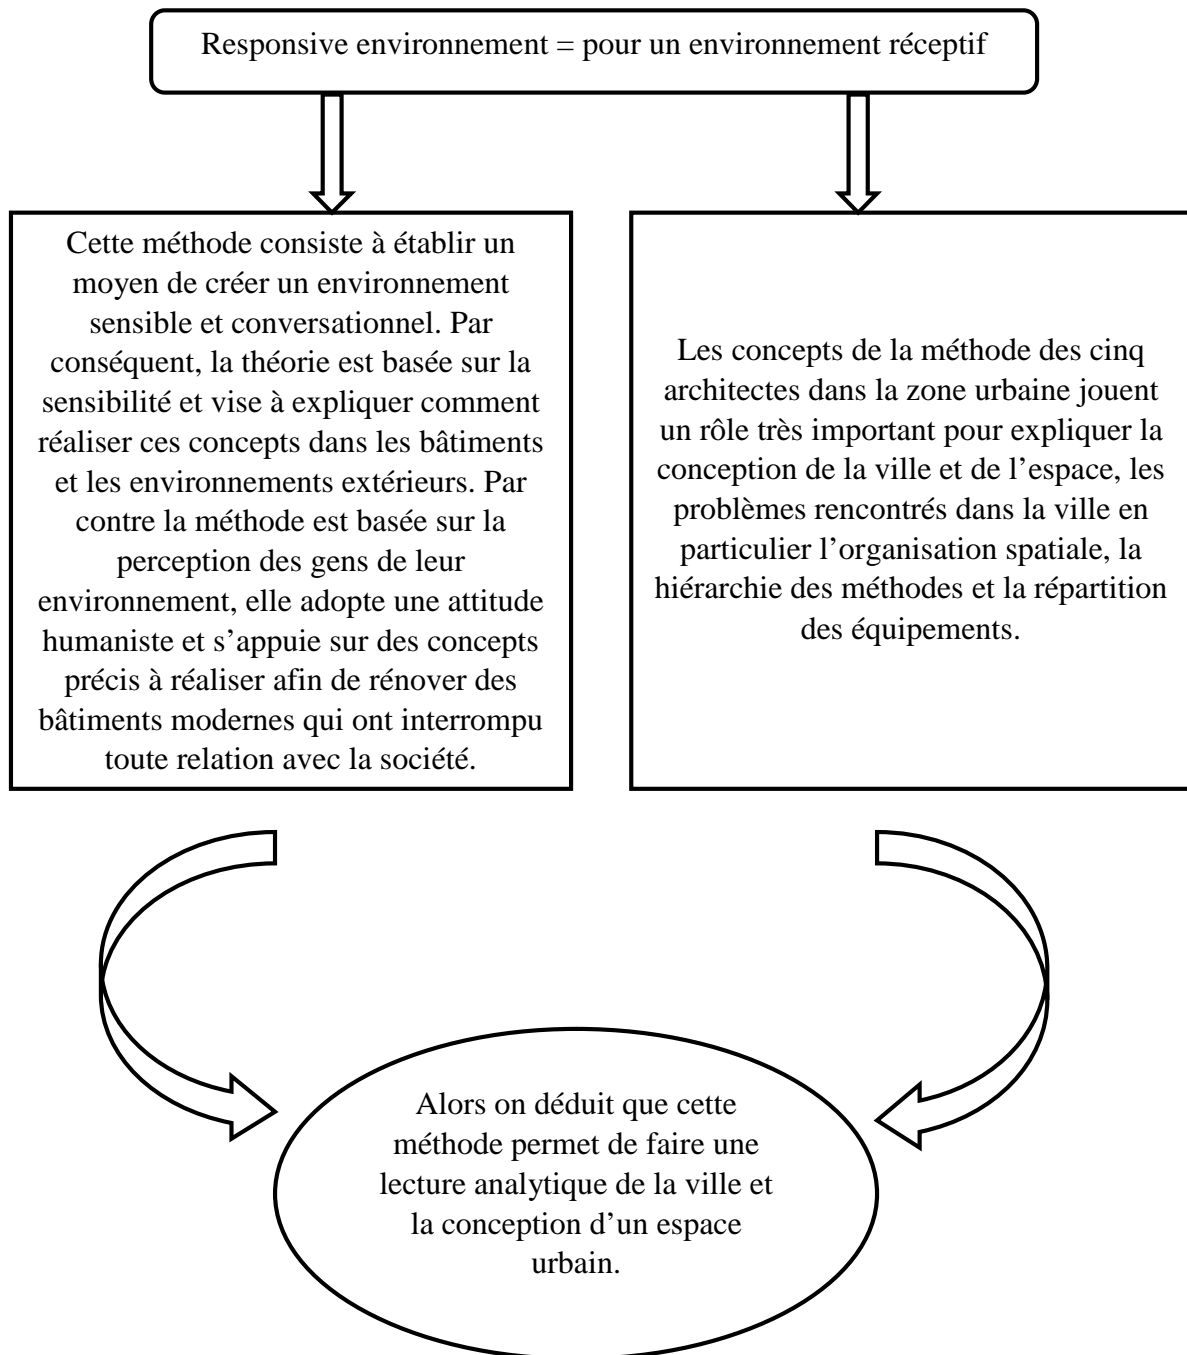 Responsive environnement = pour un environnement réceptif
Cette méthode consiste à établir un
moyen de créer un environnement
sensible et conversationnel. Par
conséquent, la théorie est basée sur la
sensibilité et vise à expliquer comment
réaliser ces concepts dans les bâtiments
et les environnements extérieurs. Par
contre la méthode est basée sur la
perception des gens de leur
environnement, elle adopte une attitude
humaniste et s’appuie sur des concepts
précis à réaliser afin de rénover des
bâtiments modernes qui ont interrompu
toute relation avec la société.
Les concepts de la méthode des cinq
architectes dans la zone urbaine jouent
un rôle très important pour expliquer la
conception de la ville et de l’espace, les
problèmes rencontrés dans la ville en
particulier l’organisation spatiale, la
hiérarchie des méthodes et la répartition
des équipements.
Alors on déduit que cette
méthode permet de faire une
lecture analytique de la ville et
la conception d’un espace
urbain.